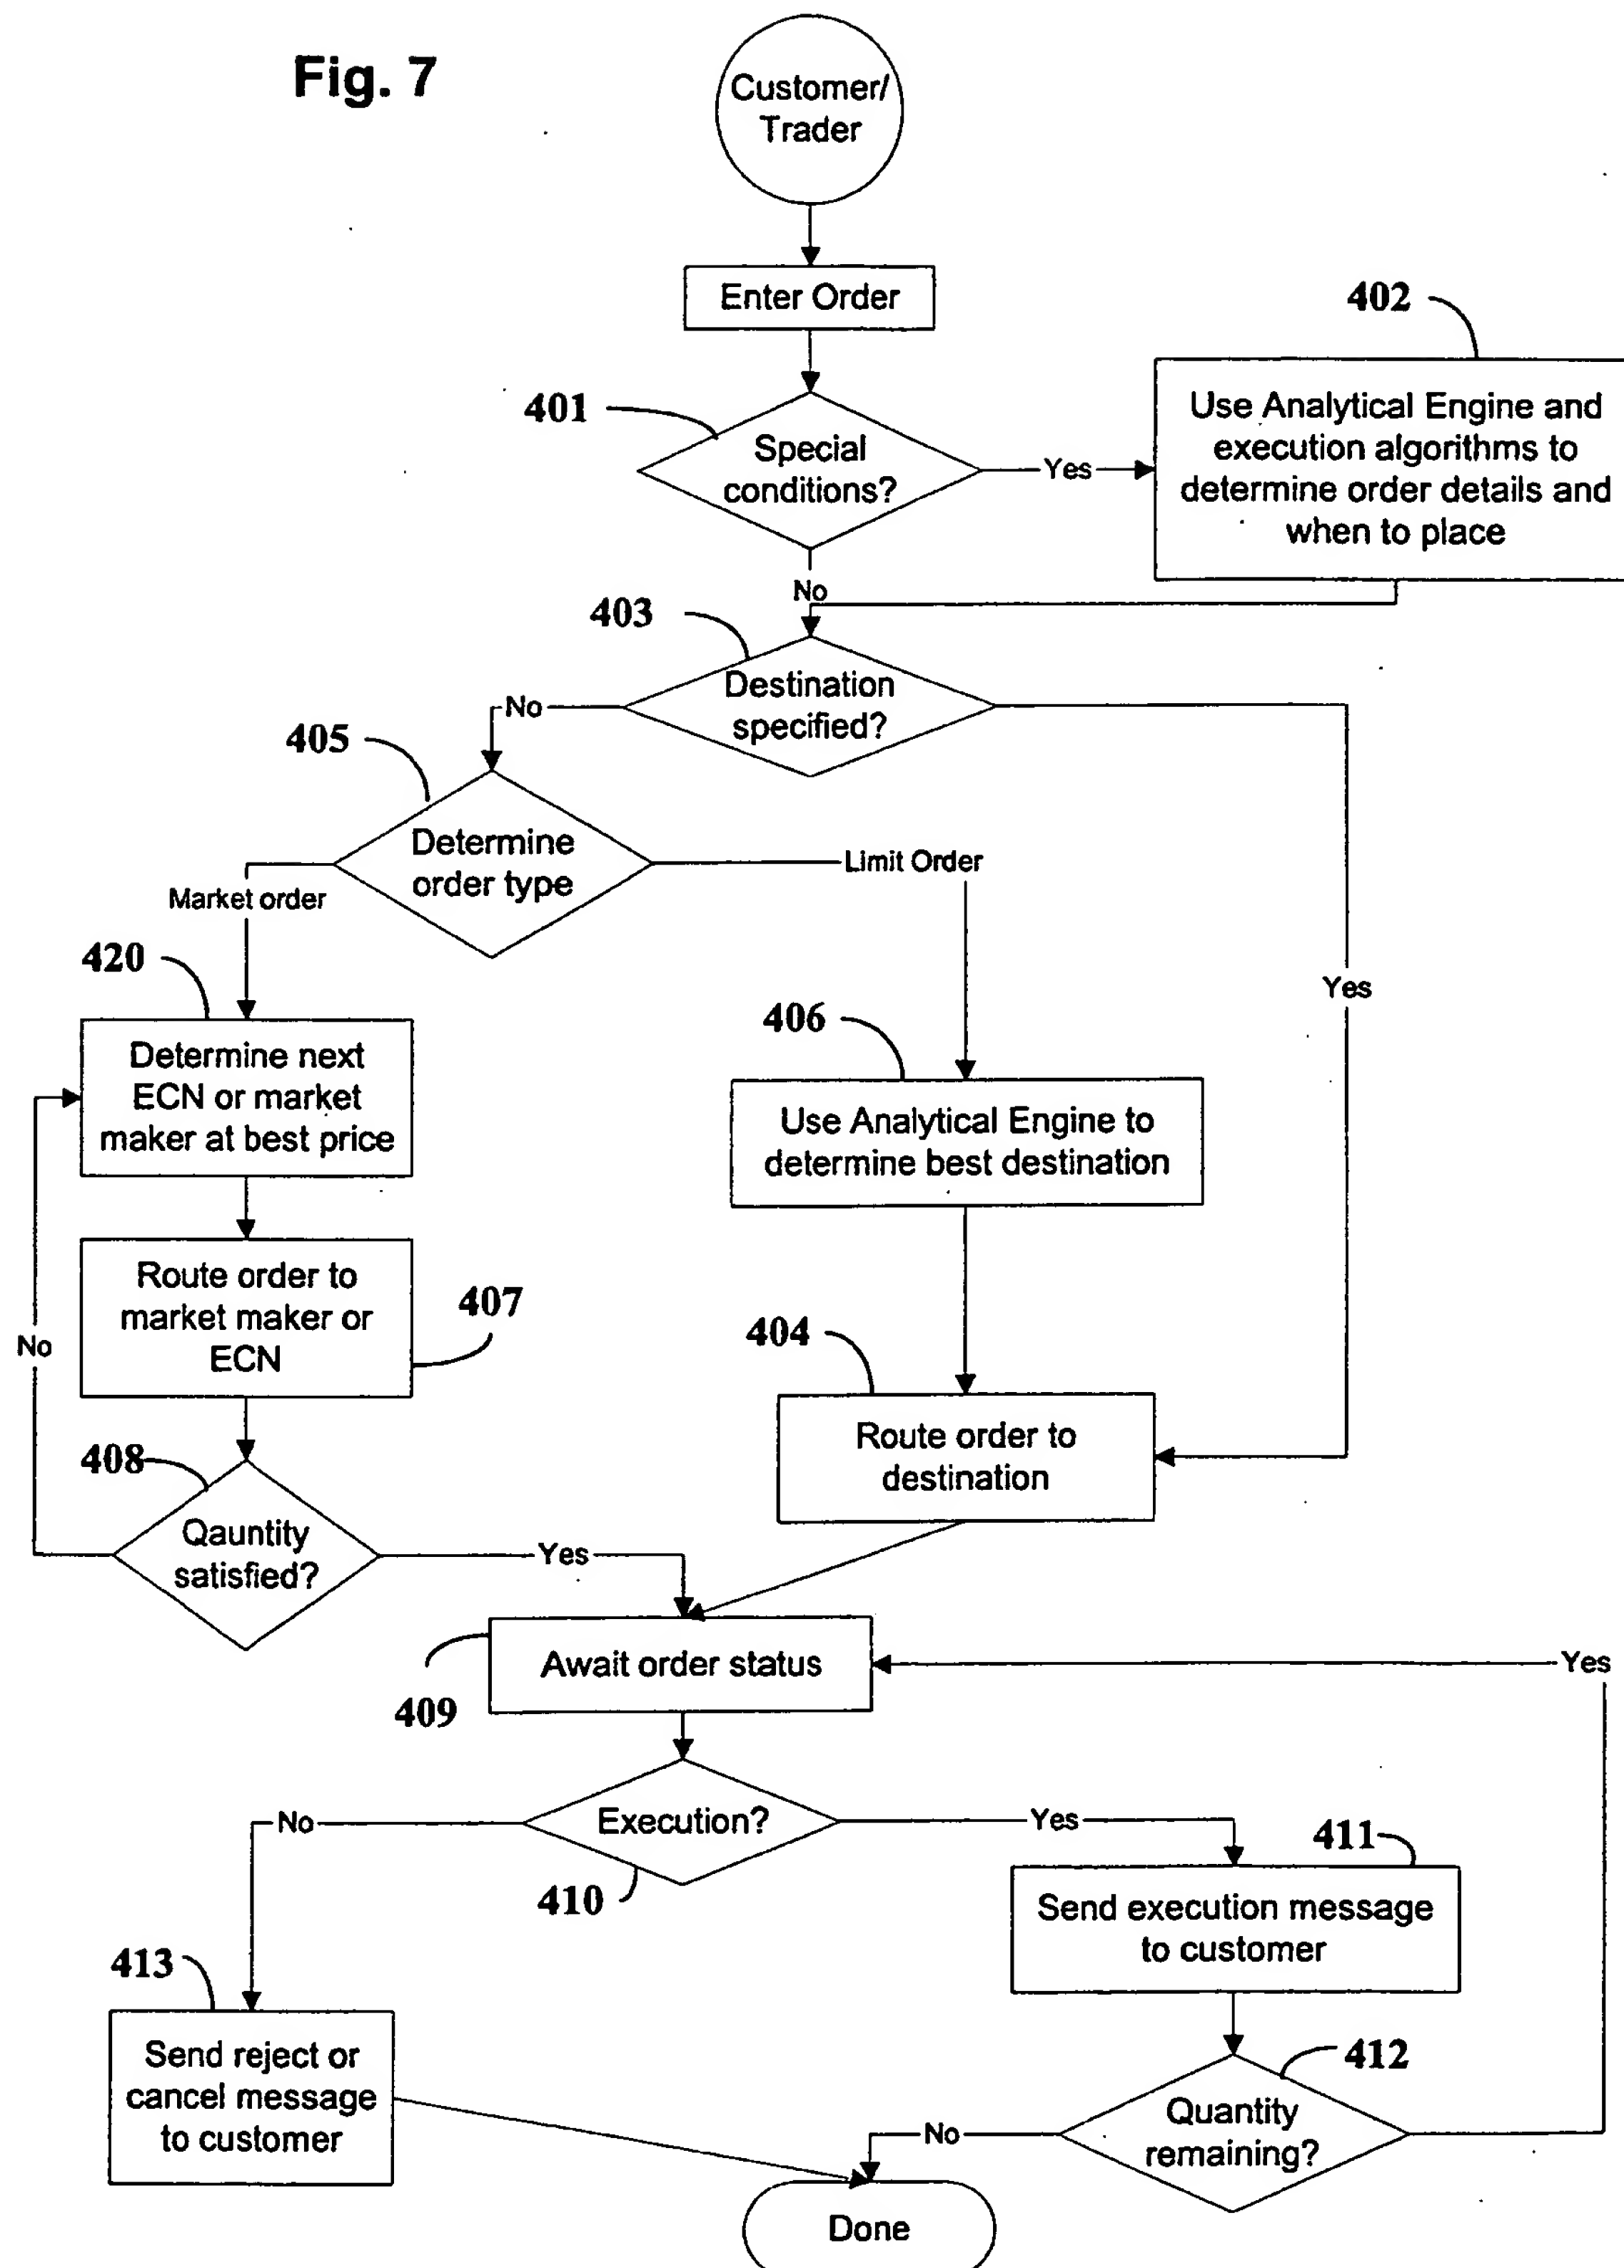 Fig. 7
Customer/
Trader
Enter Order
402
401
Special
conditions?
Yes
Use Analytical Engine and
execution algorithms to
determine order details and
when to place
No
403
Destination
specified?
No
405
Determine
order type
Limit Order
Market order
420
Yes
406
Determine next
ECN or market
maker at best price
Use Analytical Engine to
determine best destination
Route order to
market maker or
ECN
407
No
404
Route order to
destination
408
Qauntity
satisfied?
Yes
Await order status
Yes
409
Execution?
No
Yes
411
410
Send execution message
to customer
413
Send reject or
cancel message
to customer
412
Quantity
remaining?
No
Done